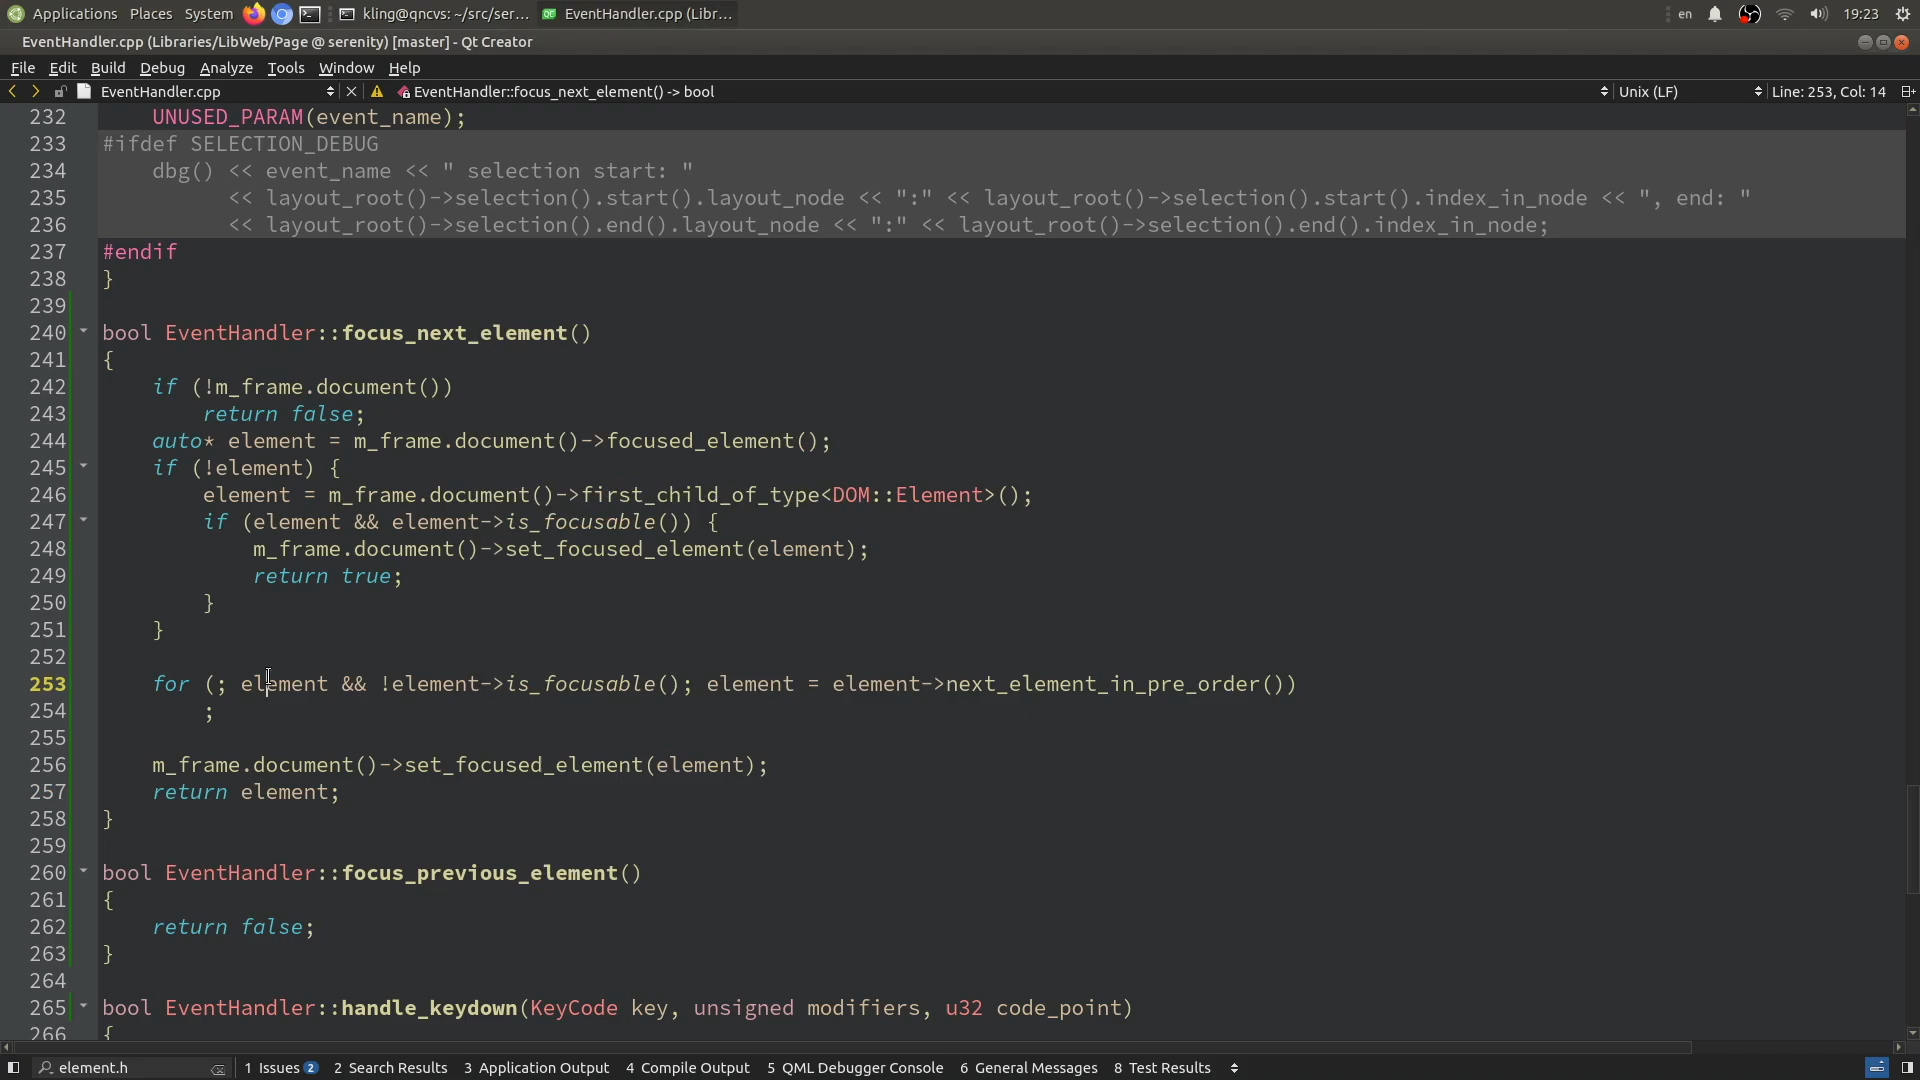 Applications Places System kling@qncvs: ~/src/ser... EventHandler.cpp (Libr... en 19:23
EventHandler.cpp (Libraries/LibWeb/Page @ serenity) [master] - Qt Creator
File Edit Build Debug Analyze Tools Window Help
EventHandler.cpp EventHandler::focus_next_element() -> bool Unix (LF) Line: 253, Col: 14
232     UNUSED_PARAM(event_name);
233 #ifdef SELECTION_DEBUG
234     dbg() << event_name << " selection start: "
235           << layout_root()->selection().start().layout_node << ":" << layout_root()->selection().start().index_in_node << ", end: "
236           << layout_root()->selection().end().layout_node << ":" << layout_root()->selection().end().index_in_node;
237 #endif
238 }
239
240 bool EventHandler::focus_next_element()
241 {
242     if (!m_frame.document())
243         return false;
244     auto* element = m_frame.document()->focused_element();
245     if (!element) {
246         element = m_frame.document()->first_child_of_type<DOM::Element>();
247         if (element && element->is_focusable()) {
248             m_frame.document()->set_focused_element(element);
249             return true;
250         }
251     }
252
253     for (; element && !element->is_focusable(); element = element->next_element_in_pre_order())
254         ;
255
256     m_frame.document()->set_focused_element(element);
257     return element;
258 }
259
260 bool EventHandler::focus_previous_element()
261 {
262     return false;
263 }
264
265 bool EventHandler::handle_keydown(KeyCode key, unsigned modifiers, u32 code_point)
266 {
element.h 1 Issues 2 2 Search Results 3 Application Output 4 Compile Output 5 QML Debugger Console 6 General Messages 8 Test Results